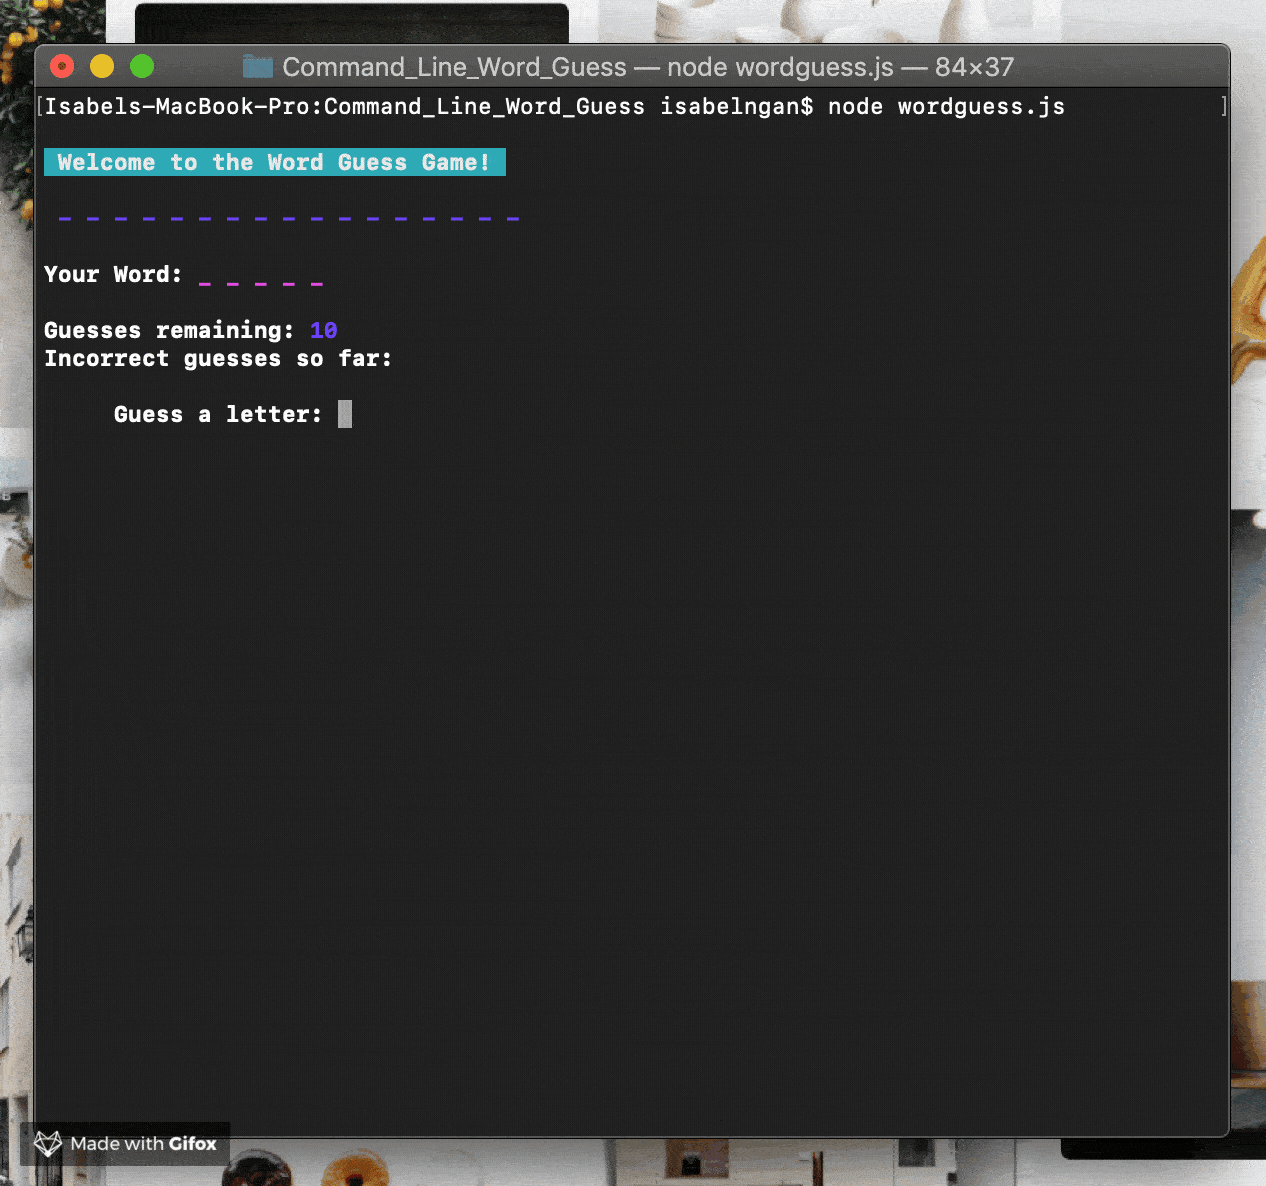 Command_Line_Word_Guess — node wordguess.js — 84×37
[Isabels-MacBook-Pro:Command_Line_Word_Guess isabelngan$ node wordguess.js ]
Welcome to the Word Guess Game!
_ _ _ _ _ _ _ _ _ _ _ _ _ _ _ _ _
Your Word: _ _ _ _ _
Guesses remaining: 10
Incorrect guesses so far:
Guess a letter:
Made with Gifox